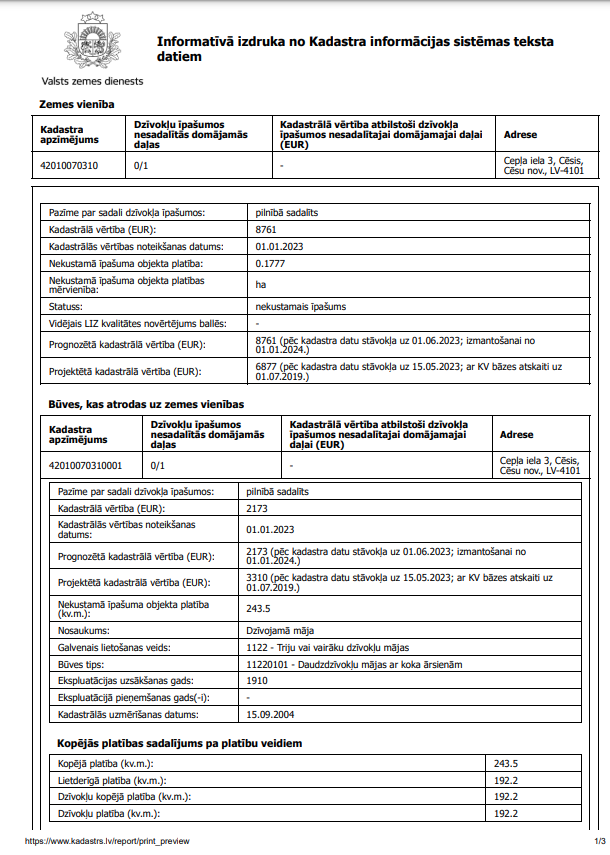 Informatīvā izdruka no Kadastra informācijas sistēmas teksta
datiem
Valsts zemes dienests
Zemes vienība
Kadastra
apzīmējums
Dzīvokļu īpašumos
nesadalītās domājamās
daļas
Kadastrālā vērtība atbilstoši dzīvokļa
īpašumos nesadalītajai domājamajai daļai
(EUR)
Adrese
42010070310
0/1
-
Cepļa iela 3, Cēsis,
Cēsu nov., LV-4101
Pazīme par sadali dzīvokļa īpašumos:
pilnībā sadalīts
Kadastrālā vērtība (EUR):
8761
Kadastrālās vērtības noteikšanas datums:
01.01.2023
Nekustamā īpašuma objekta platība:
0.1777
Nekustamā īpašuma objekta platības
mērvienība:
ha
Statuss:
nekustamais īpašums
Vidējais LIZ kvalitātes novērtējums ballēs:
-
Prognozētā kadastrālā vērtība (EUR):
8761 (pēc kadastra datu stāvokļa uz 01.06.2023; izmantošanai no
01.01.2024.)
Projektētā kadastrālā vērtība (EUR):
6877 (pēc kadastra datu stāvokļa uz 15.05.2023; ar KV bāzes atskaiti uz
01.07.2019.)
Būves, kas atrodas uz zemes vienības
Kadastra
apzīmējums
Dzīvokļu īpašumos
nesadalītās domājamās
daļas
Kadastrālā vērtība atbilstoši dzīvokļa
īpašumos nesadalītajai domājamajai
daļai (EUR)
Adrese
42010070310001
0/1
-
Cepļa iela 3, Cēsis,
Cēsu nov., LV-4101
Pazīme par sadali dzīvokļa īpašumos:
pilnībā sadalīts
Kadastrālā vērtība (EUR):
2173
Kadastrālās vērtības noteikšanas
datums:
01.01.2023
Prognozētā kadastrālā vērtība (EUR):
2173 (pēc kadastra datu stāvokļa uz 01.06.2023; izmantošanai no
01.01.2024.)
Projektētā kadastrālā vērtība (EUR):
3310 (pēc kadastra datu stāvokļa uz 15.05.2023; ar KV bāzes atskaiti uz
01.07.2019.)
Nekustamā īpašuma objekta platība
(kv.m.):
243.5
Nosaukums:
Dzīvojamā māja
Galvenais lietošanas veids:
1122 - Triju vai vairāku dzīvokļu mājas
Būves tips:
11220101 - Daudzdzīvokļu mājas ar koka ārsienām
Ekspluatācijas uzsākšanas gads:
1910
Ekspluatācijā pieņemšanas gads(-i):
-
Kadastrālās uzmērīšanas datums:
15.09.2004
Kopējās platības sadalījums pa platību veidiem
Kopējā platība (kv.m.):
243.5
Lietderīgā platība (kv.m.):
192.2
Dzīvokļu kopējā platība (kv.m.):
192.2
Dzīvokļu platība (kv.m.):
192.2
https://www.kadastrs.lv/report/print_preview
1/3